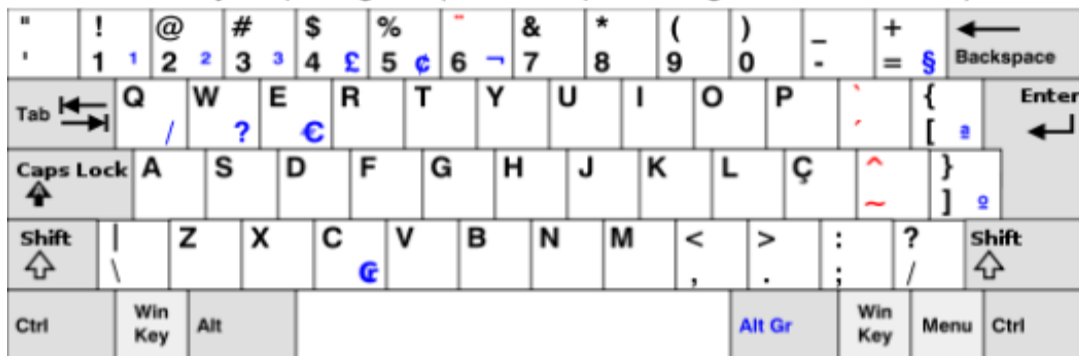 " ! @ # $ % ¨ & * ( ) _ + Backspace
' 1 ¹ 2 ² 3 ³ 4 £ 5 ¢ 6 ¬ 7 8 9 0 - = §
Tab Q W E R T Y U I O P ` { Enter
/ ? € ´ [ ª
Caps Lock A S D F G H J K L Ç ^ }
~ ] º
Shift | Z X C V B N M < > : ? Shift
\ ₢ , . ; /
Ctrl Win Key Alt Alt Gr Win Key Menu Ctrl